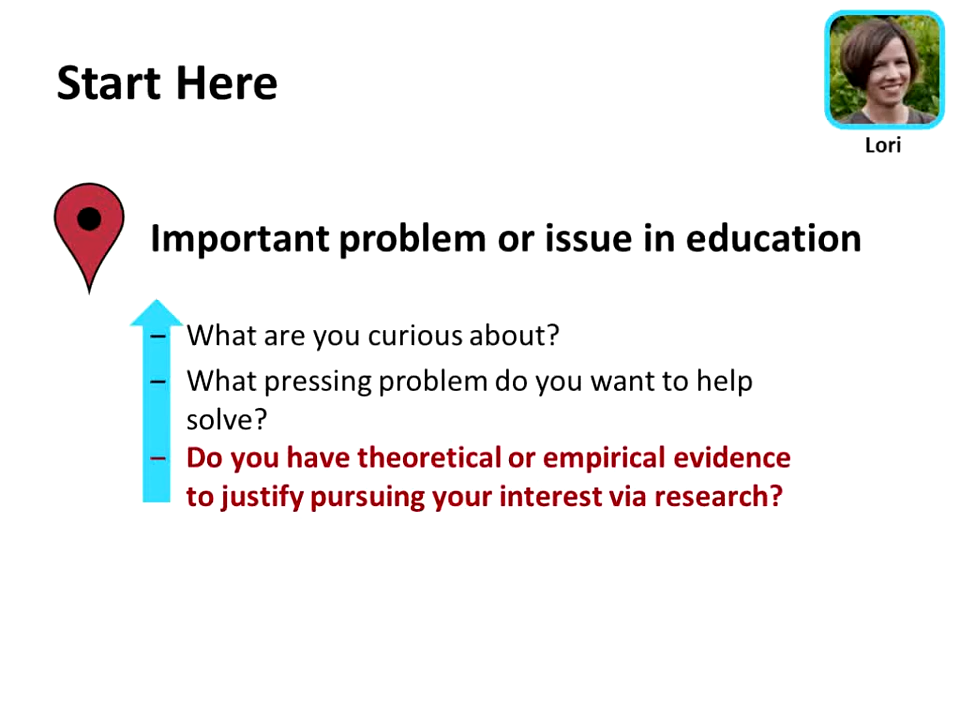 Start Here
Lori
Important problem or issue in education
– What are you curious about?
– What pressing problem do you want to help
solve?
– Do you have theoretical or empirical evidence
to justify pursuing your interest via research?